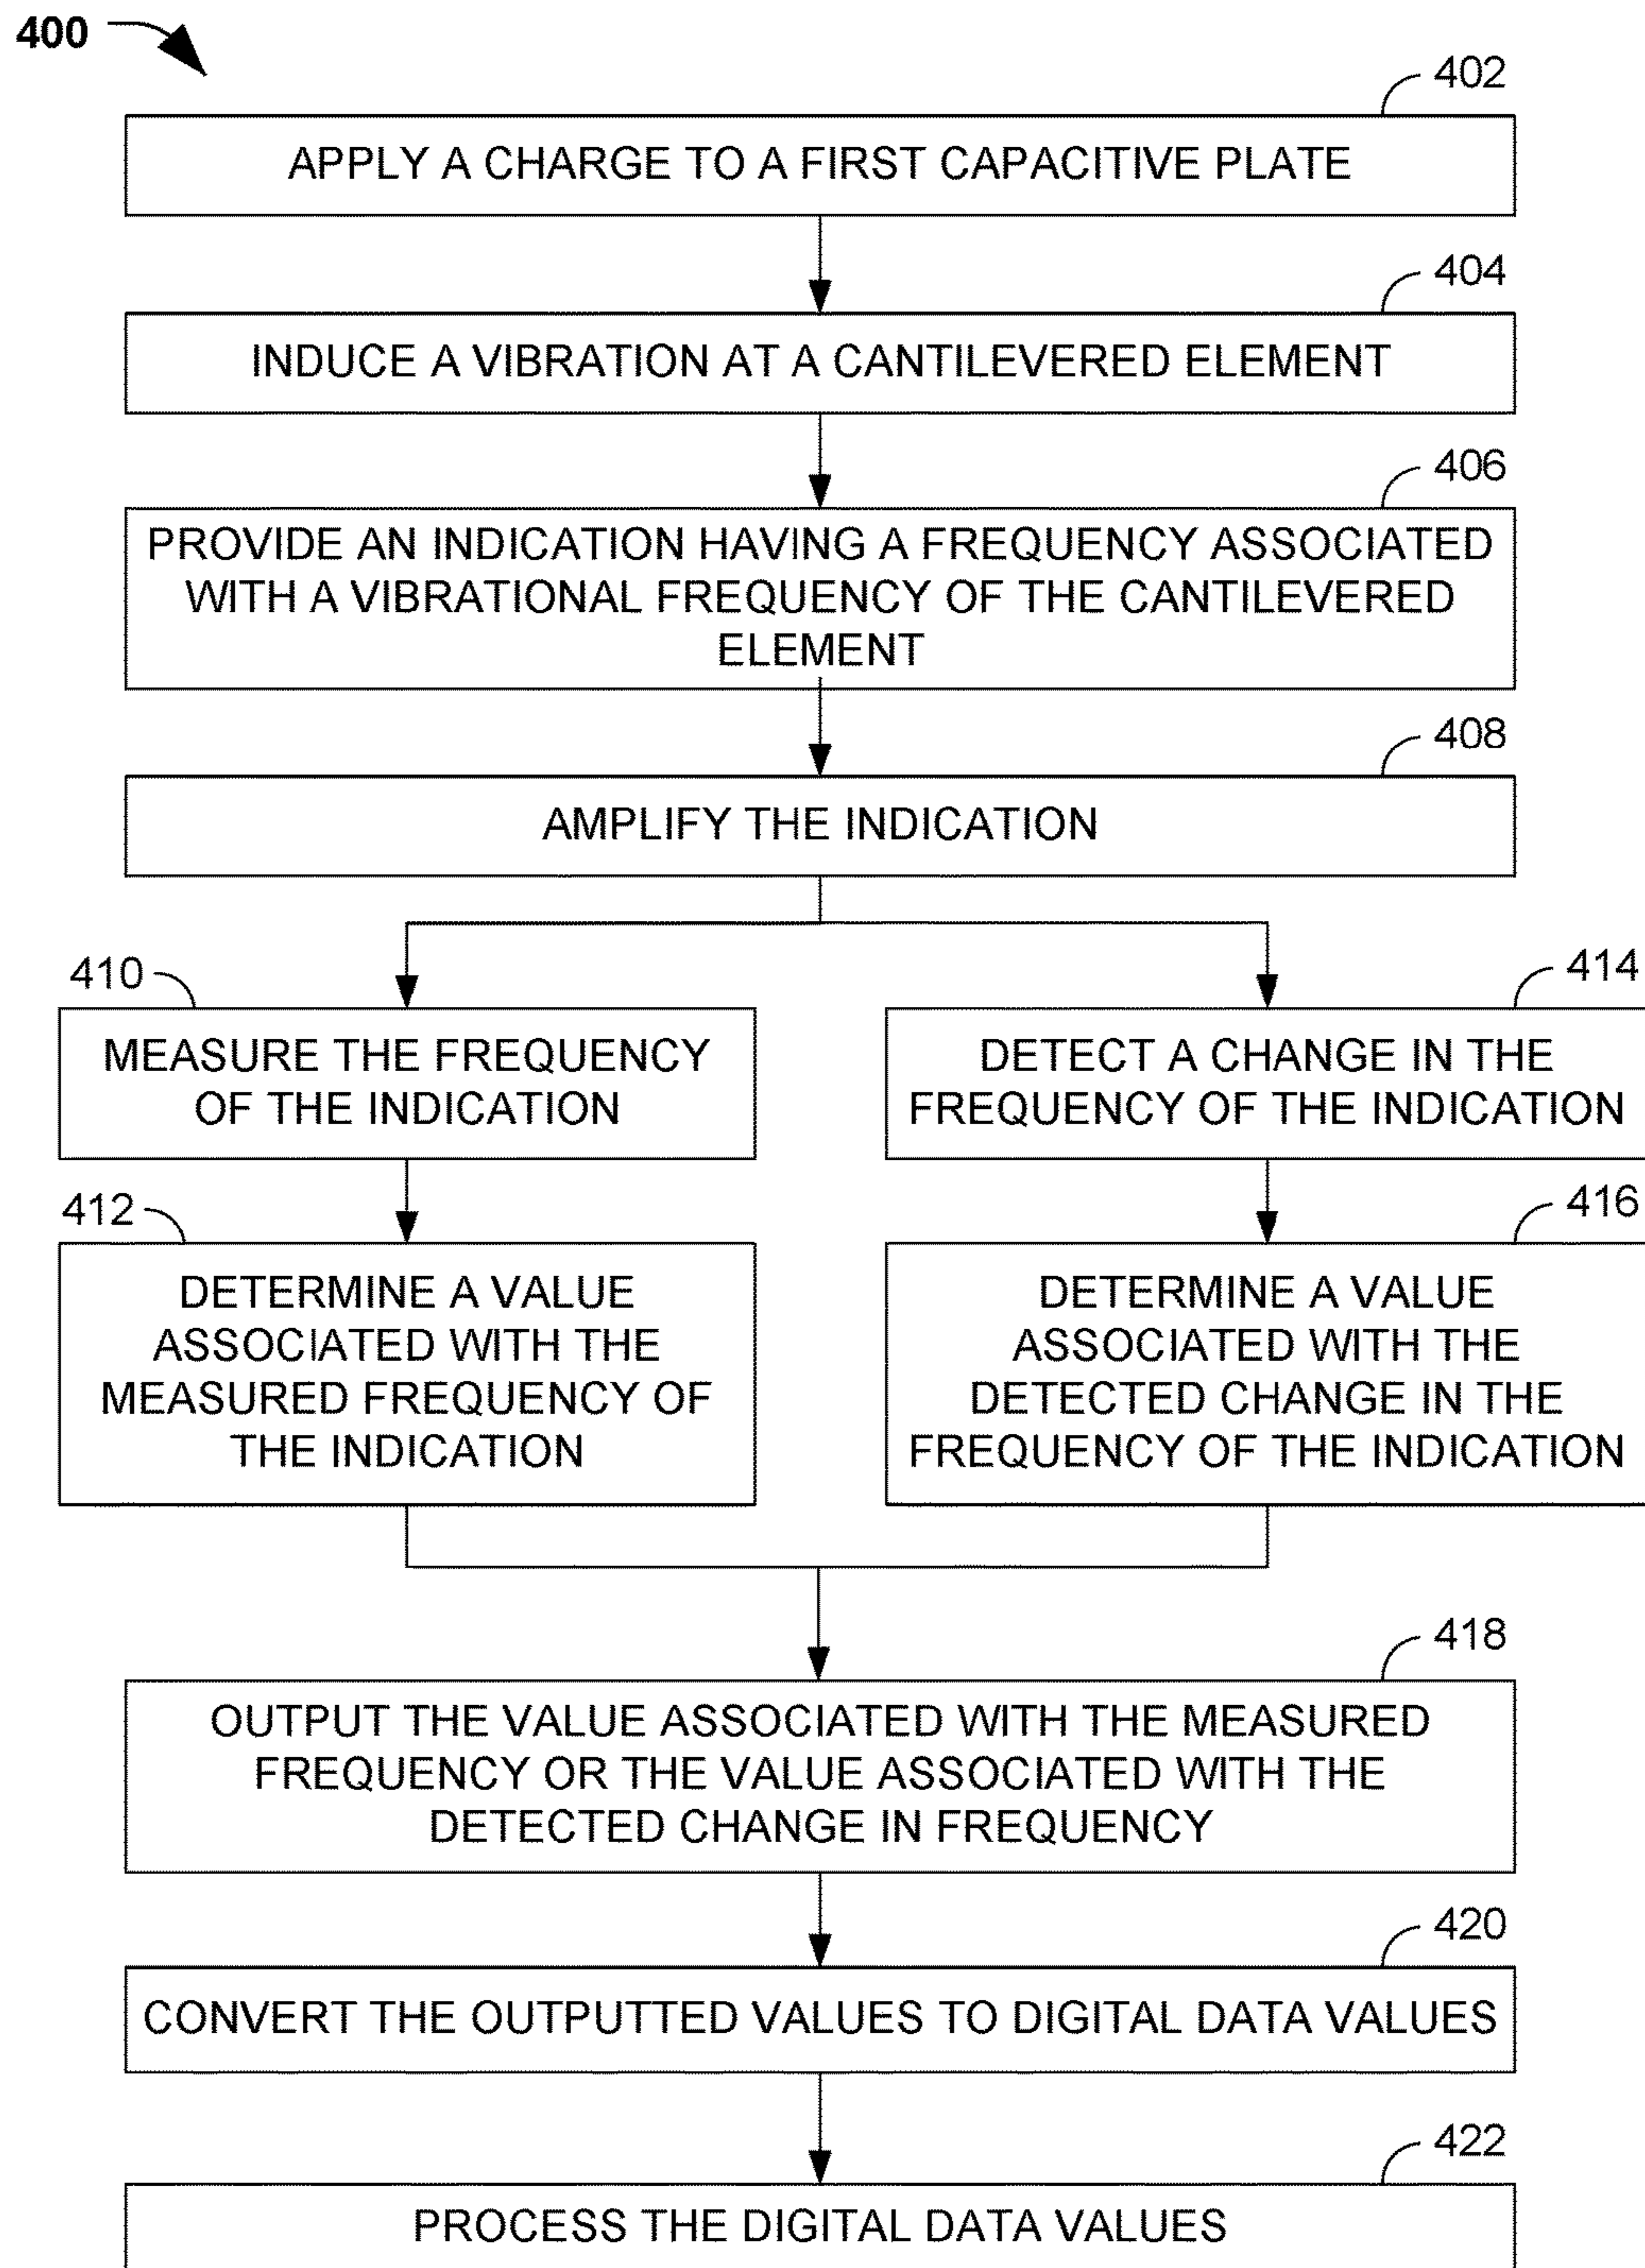 400
402
APPLY A CHARGE TO A FIRST CAPACITIVE PLATE
404
INDUCE A VIBRATION AT A CANTILEVERED ELEMENT
406
PROVIDE AN INDICATION HAVING A FREQUENCY ASSOCIATED
WITH A VIBRATIONAL FREQUENCY OF THE CANTILEVERED
ELEMENT
408
AMPLIFY THE INDICATION
410
MEASURE THE FREQUENCY
OF THE INDICATION
412
DETERMINE A VALUE
ASSOCIATED WITH THE
MEASURED FREQUENCY OF
THE INDICATION
414
DETECT A CHANGE IN THE
FREQUENCY OF THE INDICATION
416
DETERMINE A VALUE
ASSOCIATED WITH THE
DETECTED CHANGE IN THE
FREQUENCY OF THE INDICATION
418
OUTPUT THE VALUE ASSOCIATED WITH THE MEASURED
FREQUENCY OR THE VALUE ASSOCIATED WITH THE
DETECTED CHANGE IN FREQUENCY
420
CONVERT THE OUTPUTTED VALUES TO DIGITAL DATA VALUES
422
PROCESS THE DIGITAL DATA VALUES